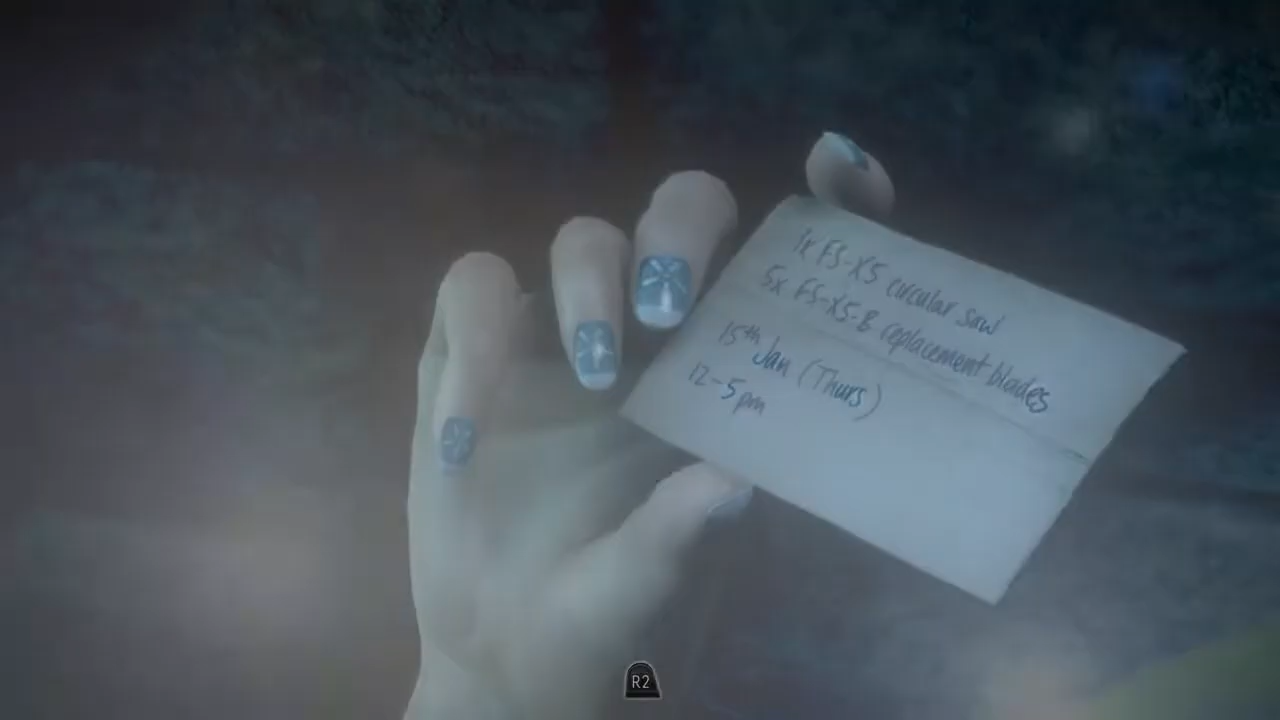 1x FS-X5 circular saw
5x FS-X5-B replacement blades
15th Jan (Thurs)
12-5pm
R2